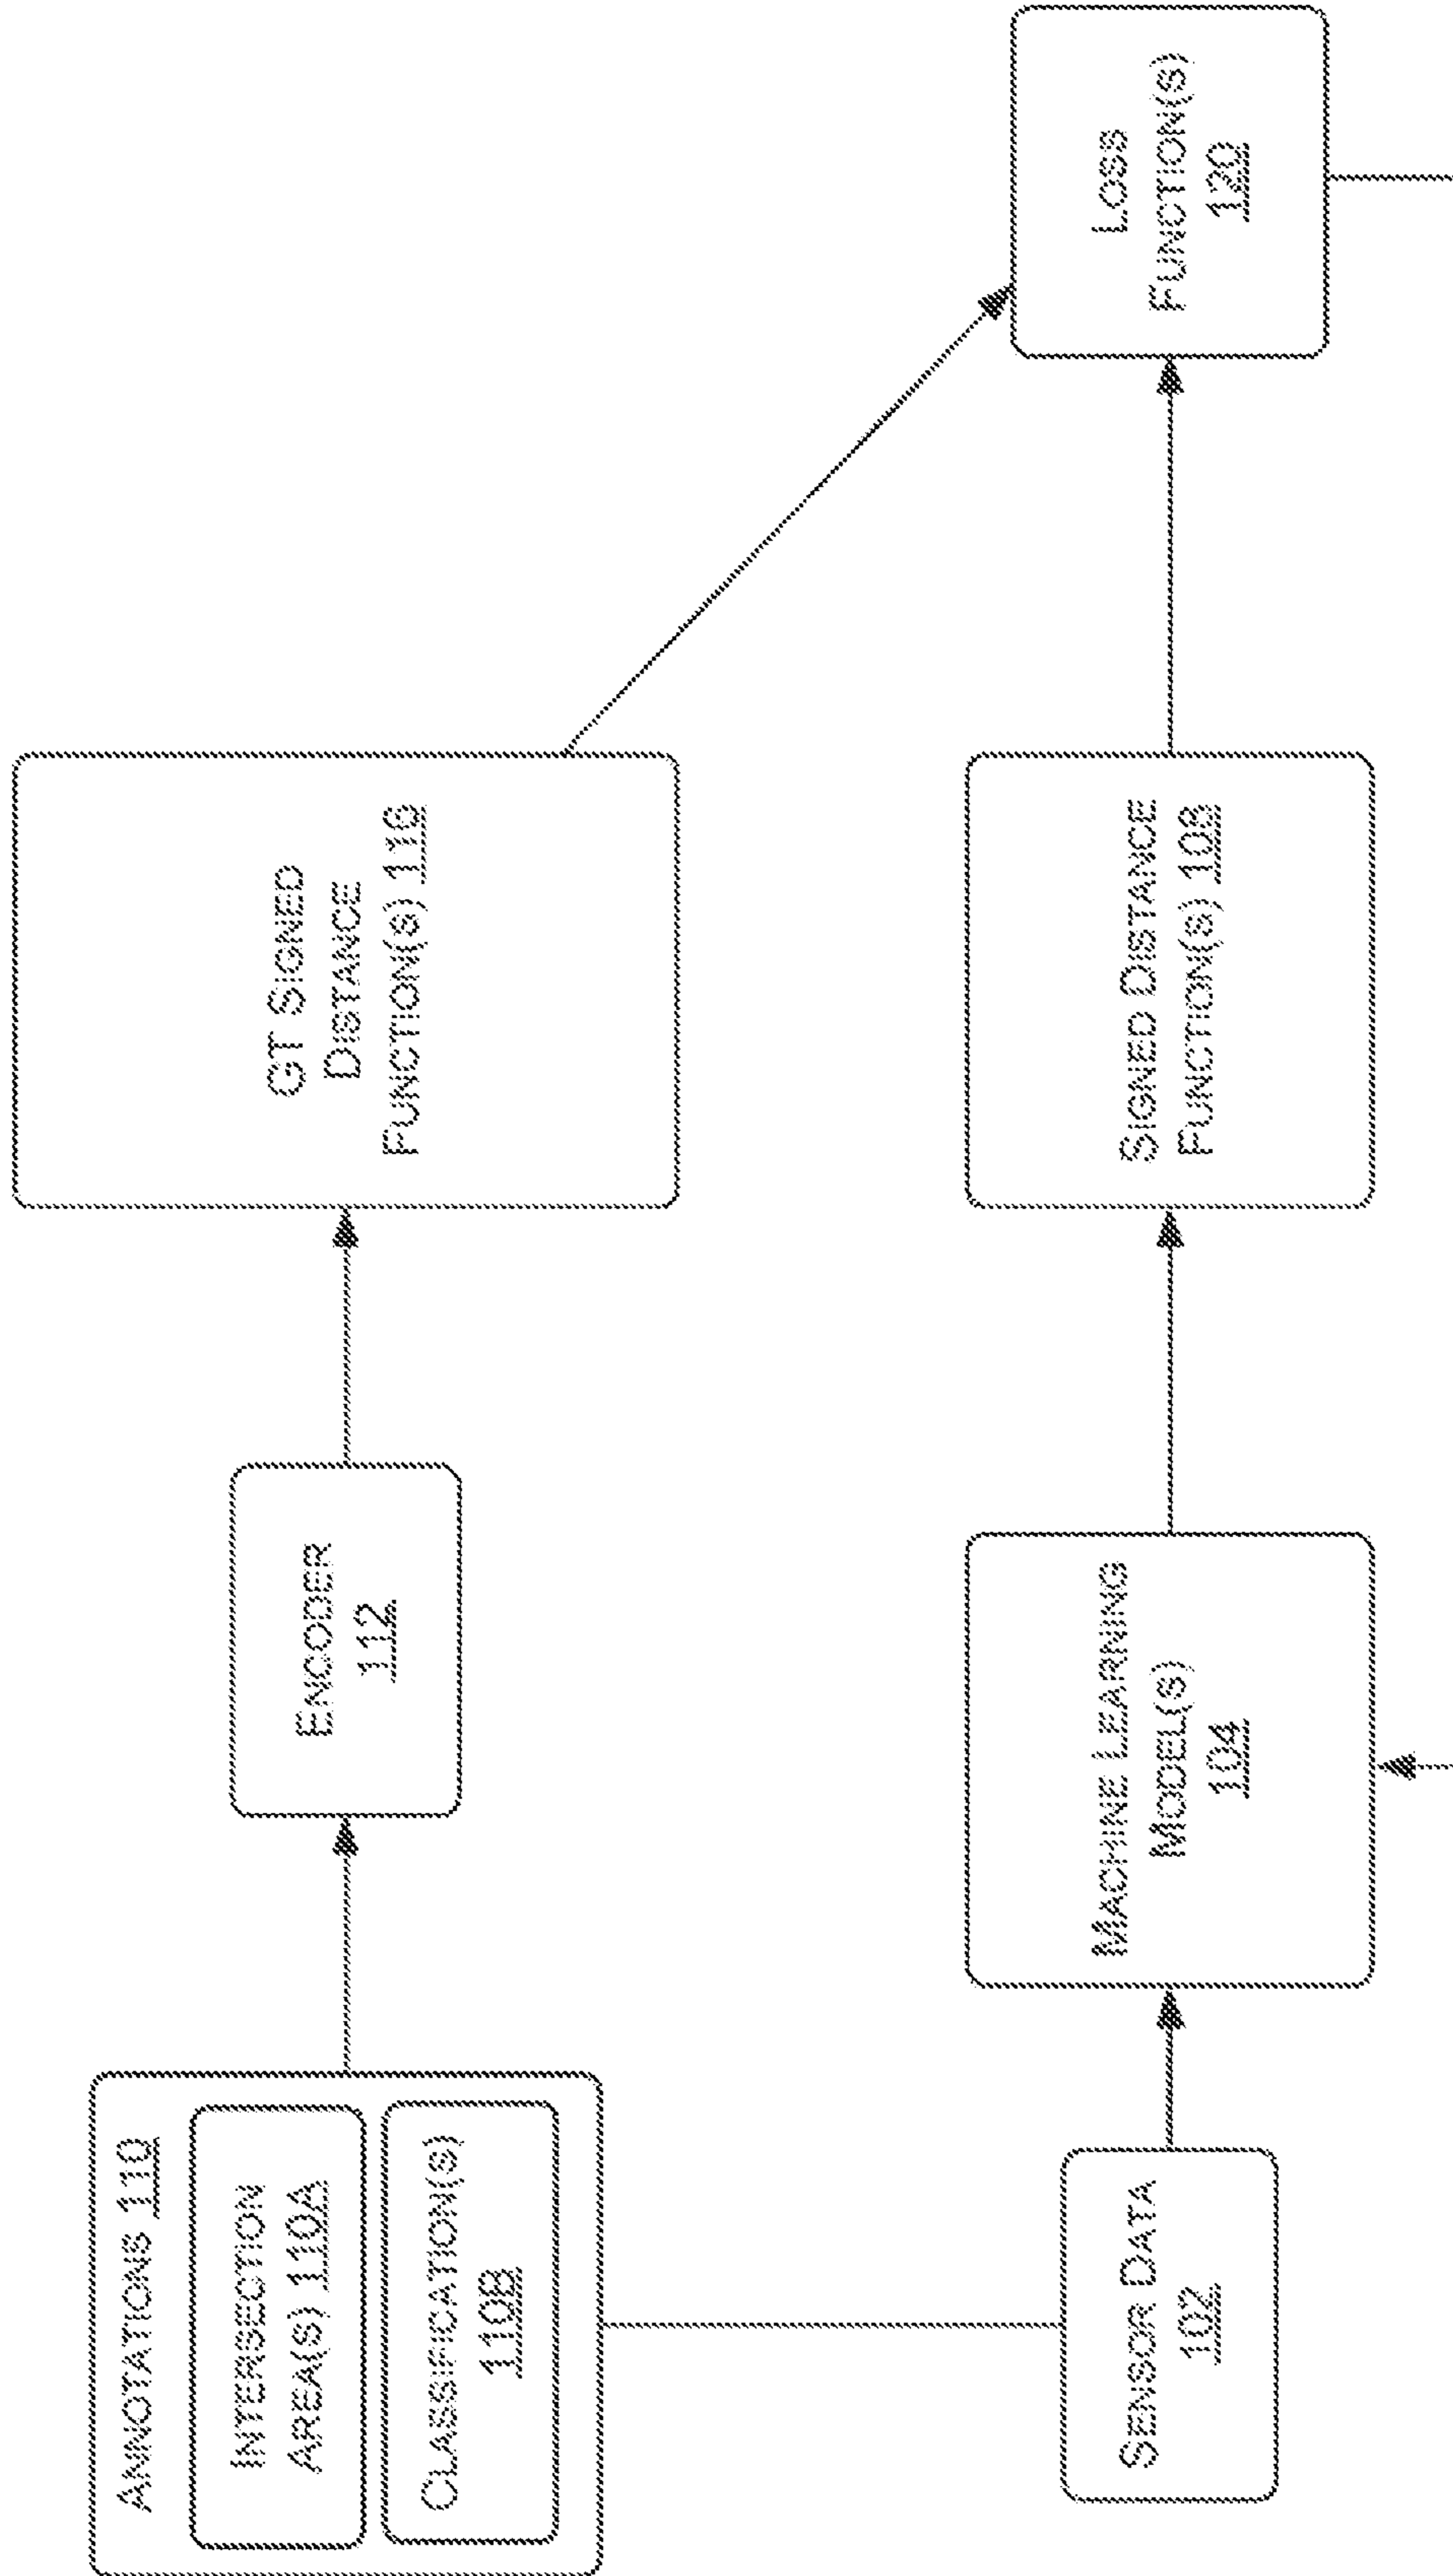 ANNOTATIONS 110
INTERSECTION
AREA(S) 110A
CLASSIFICATION(S)
110B
ENCODER
112
GT SIGNED
DISTANCE
FUNCTION(S) 116
SENSOR DATA
102
MACHINE LEARNING
MODEL(S)
104
SIGNED DISTANCE
FUNCTION(S) 108
LOSS
FUNCTION(S)
120